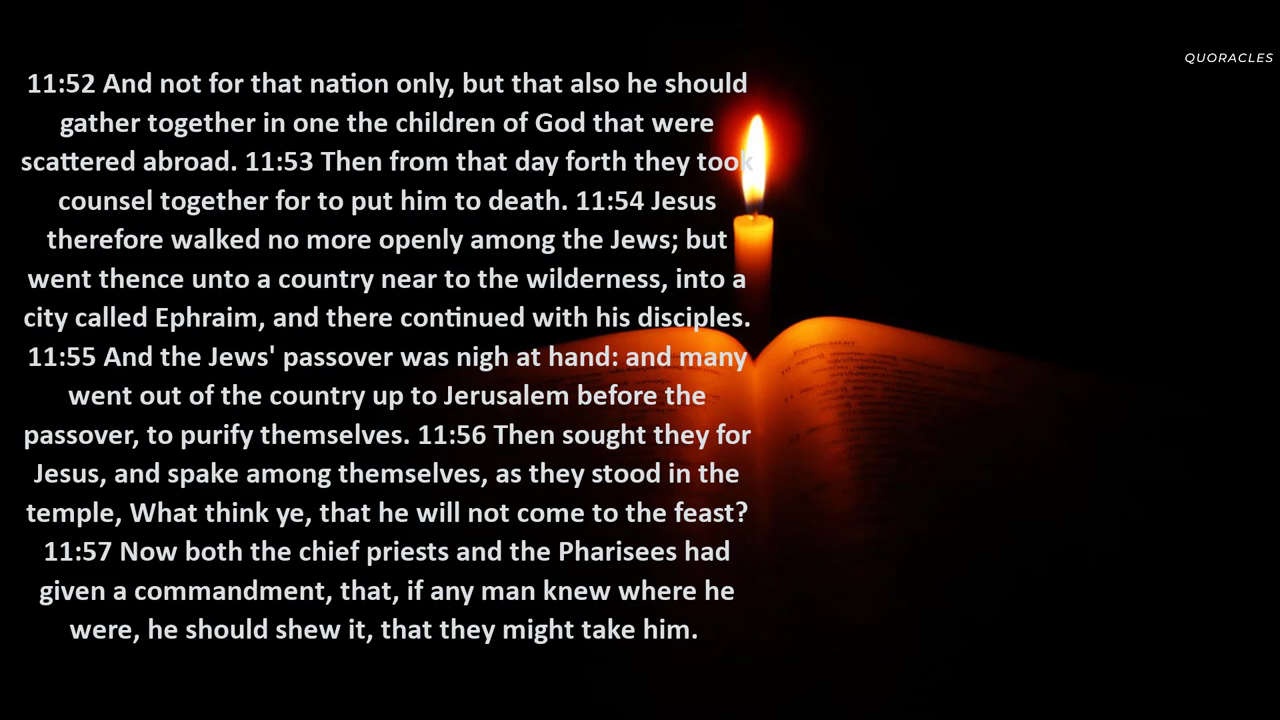 QUORACLES
11:52 And not for that nation only, but that also he should
gather together in one the children of God that were
scattered abroad. 11:53 Then from that day forth they took
counsel together for to put him to death. 11:54 Jesus
therefore walked no more openly among the Jews; but
went thence unto a country near to the wilderness, into a
city called Ephraim, and there continued with his disciples.
11:55 And the Jews' passover was nigh at hand: and many
went out of the country up to Jerusalem before the
passover, to purify themselves. 11:56 Then sought they for
Jesus, and spake among themselves, as they stood in the
temple, What think ye, that he will not come to the feast?
11:57 Now both the chief priests and the Pharisees had
given a commandment, that, if any man knew where he
were, he should shew it, that they might take him.